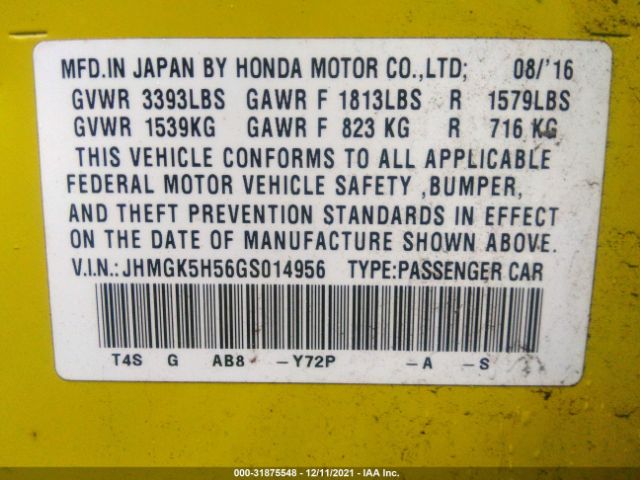 MFD.IN JAPAN BY HONDA MOTOR CO.,LTD; 08/'16
GVWR 3393LBS GAWR F 1813LBS R 1579LBS
GVWR 1539KG GAWR F 823 KG R 716 KG
THIS VEHICLE CONFORMS TO ALL APPLICABLE
FEDERAL MOTOR VEHICLE SAFETY ,BUMPER,
AND THEFT PREVENTION STANDARDS IN EFFECT
ON THE DATE OF MANUFACTURE SHOWN ABOVE.
V.I.N.:JHMGK5H56GS014956 TYPE:PASSENGER CAR
T4S G AB8 -Y72P -A -S
000-31875548 - 12/11/2021 - IAA Inc.